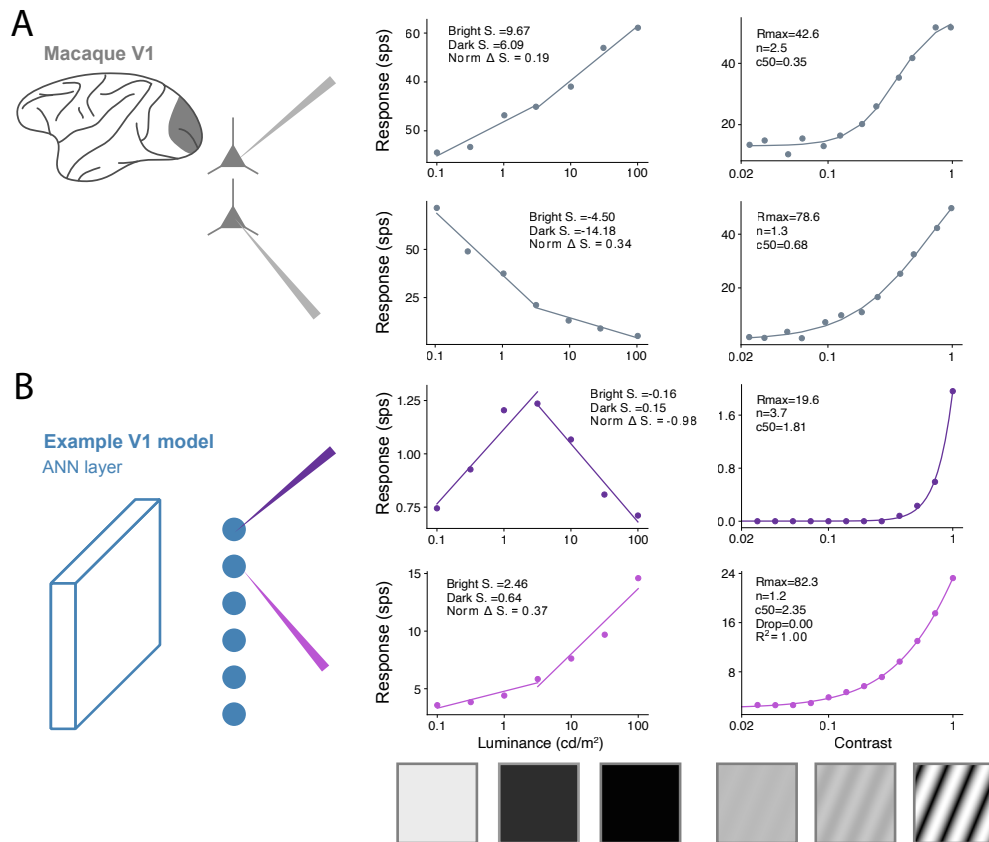 A
Macaque V1
Response (sps)
60
40
50
Bright S. =9.67
Dark S. =6.09
Norm Δ S. = 0.19
0.1 1 10 100
40
20
Rmax=42.6
n=2.5
c50=0.35
0.02 0.1 1
Response (sps)
50
25
Bright S. =-4.50
Dark S. =-14.18
Norm Δ S. = 0.34
0.1 1 10 100
40
20
Rmax=78.6
n=1.3
c50=0.68
0.02 0.1 1
B
Example V1 model
ANN layer
Response (sps)
1.25
1.00
0.75
Bright S. =-0.16
Dark S. =0.15
Norm Δ S. = -0.98
0.1 1 10 100
1.6
0.8
0.0
Rmax=19.6
n=3.7
c50=1.81
0.02 0.1 1
Response (sps)
15
10
5
Bright S. =2.46
Dark S. =0.64
Norm Δ S. = 0.37
0.1 1 10 100
Luminance (cd/m²)
24
16
8
Rmax=82.3
n=1.2
c50=2.35
Drop=0.00
R² = 1.00
0.02 0.1 1
Contrast